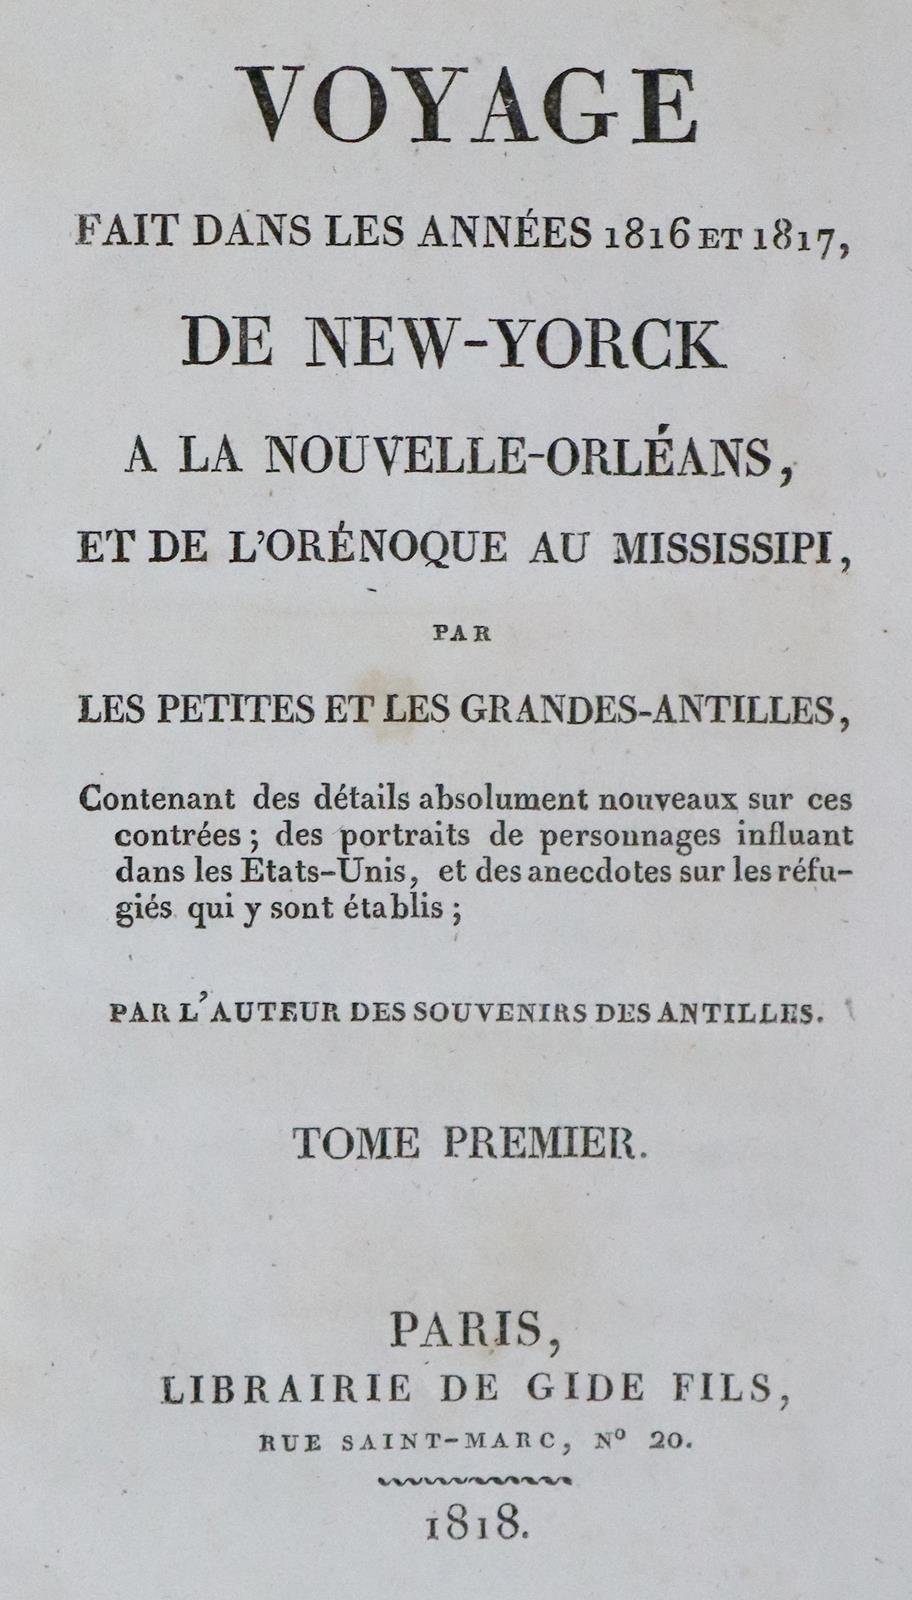 VOYAGE
FAIT DANS LES ANNÉES 1816 ET 1817,
DE NEW-YORCK
A LA NOUVELLE-ORLÉANS,
ET DE L'ORÉNOQUE AU MISSISSIPI,
PAR
LES PETITES ET LES GRANDES-ANTILLES,
Contenant des détails absolument nouveaux sur ces
contrées ; des portraits de personnages influant
dans les Etats-Unis, et des anecdotes sur les réfu-
giés qui y sont établis ;
PAR L'AUTEUR DES SOUVENIRS DES ANTILLES.
TOME PREMIER.
PARIS,
LIBRAIRIE DE GIDE FILS,
RUE SAINT-MARC, Nº 20.
1818.